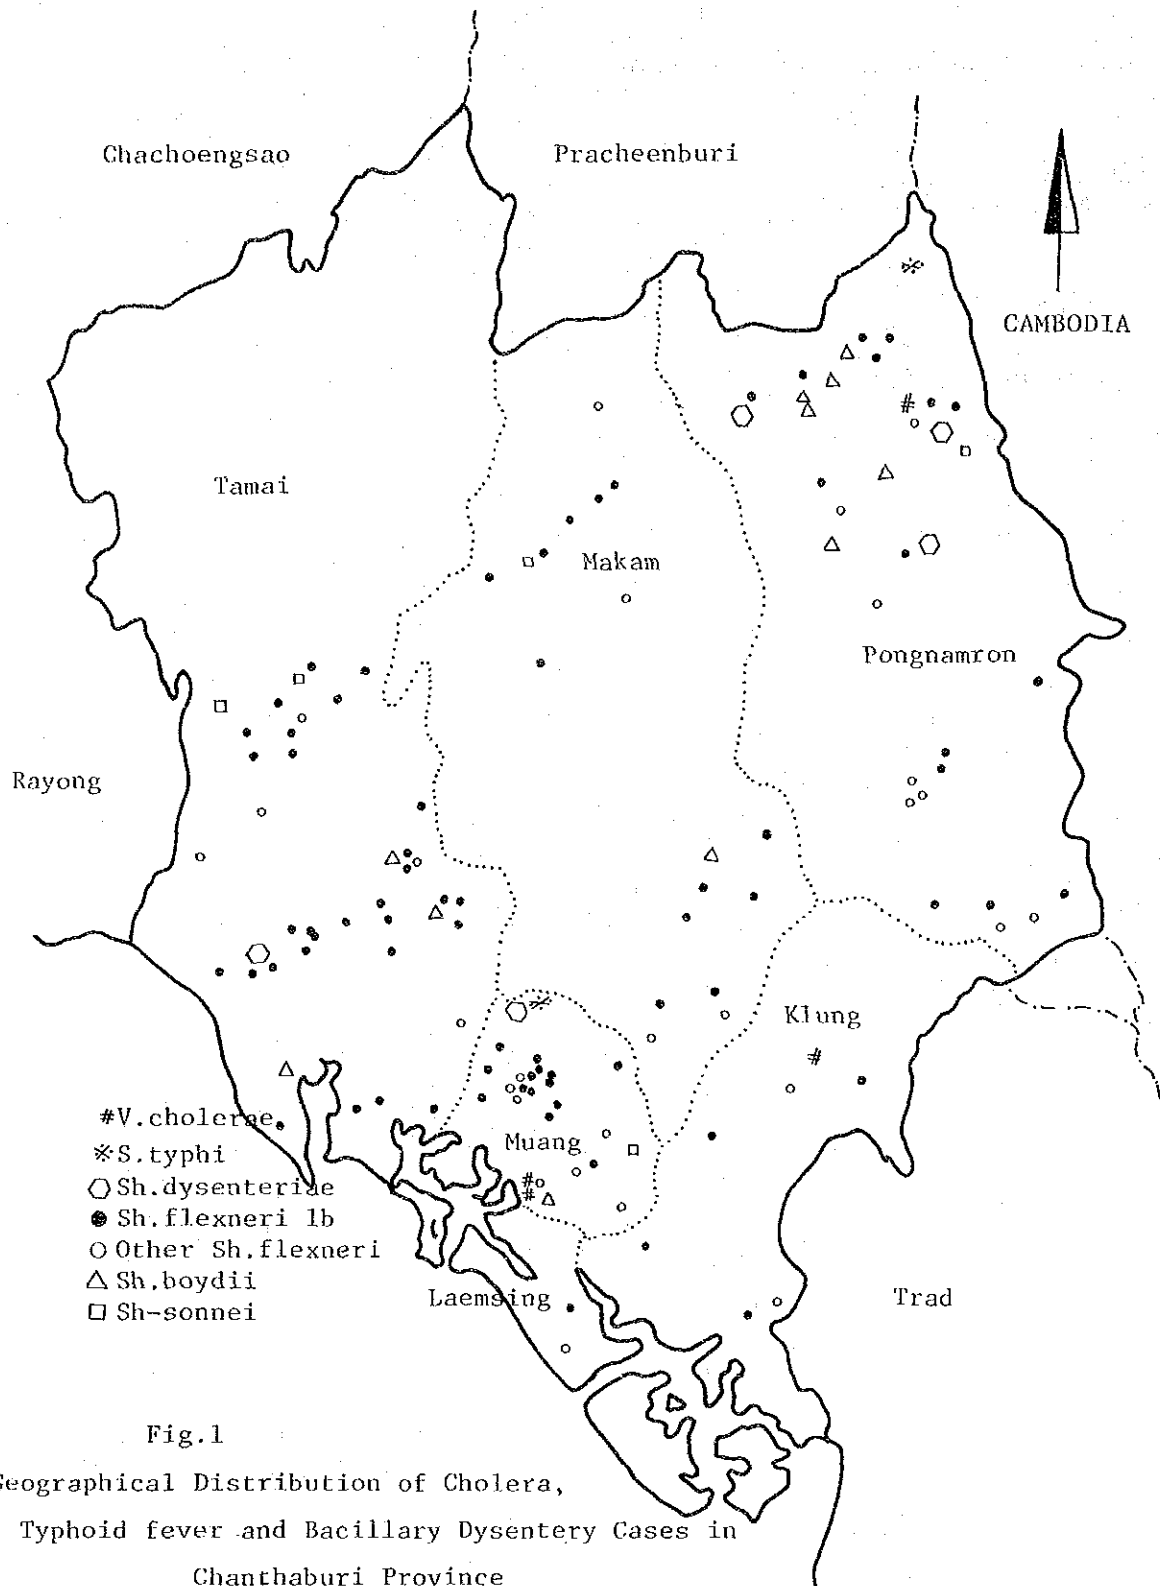 Chachoengsao
Pracheenburi
CAMBODIA
Tamai
Makam
Pongnamron
Rayong
Klung
#V.cholerae
※S.typhi
⬡Sh.dysenteriae
●Sh.flexneri 1b
○Other Sh.flexneri
△Sh.boydii
□Sh-sonnei
Muang
Laemsing
Trad
Fig.1
Geographical Distribution of Cholera,
Typhoid fever and Bacillary Dysentery Cases in
Chanthaburi Province